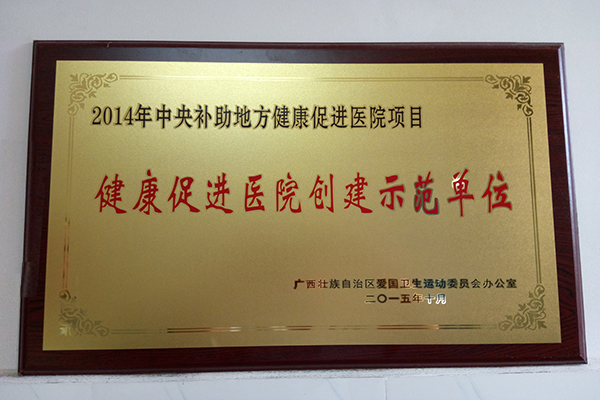 2014年中央补助地方健康促进医院项目
健康促进医院创建示范单位
广西壮族自治区爱国卫生运动委员会办公室
二〇一五年十月